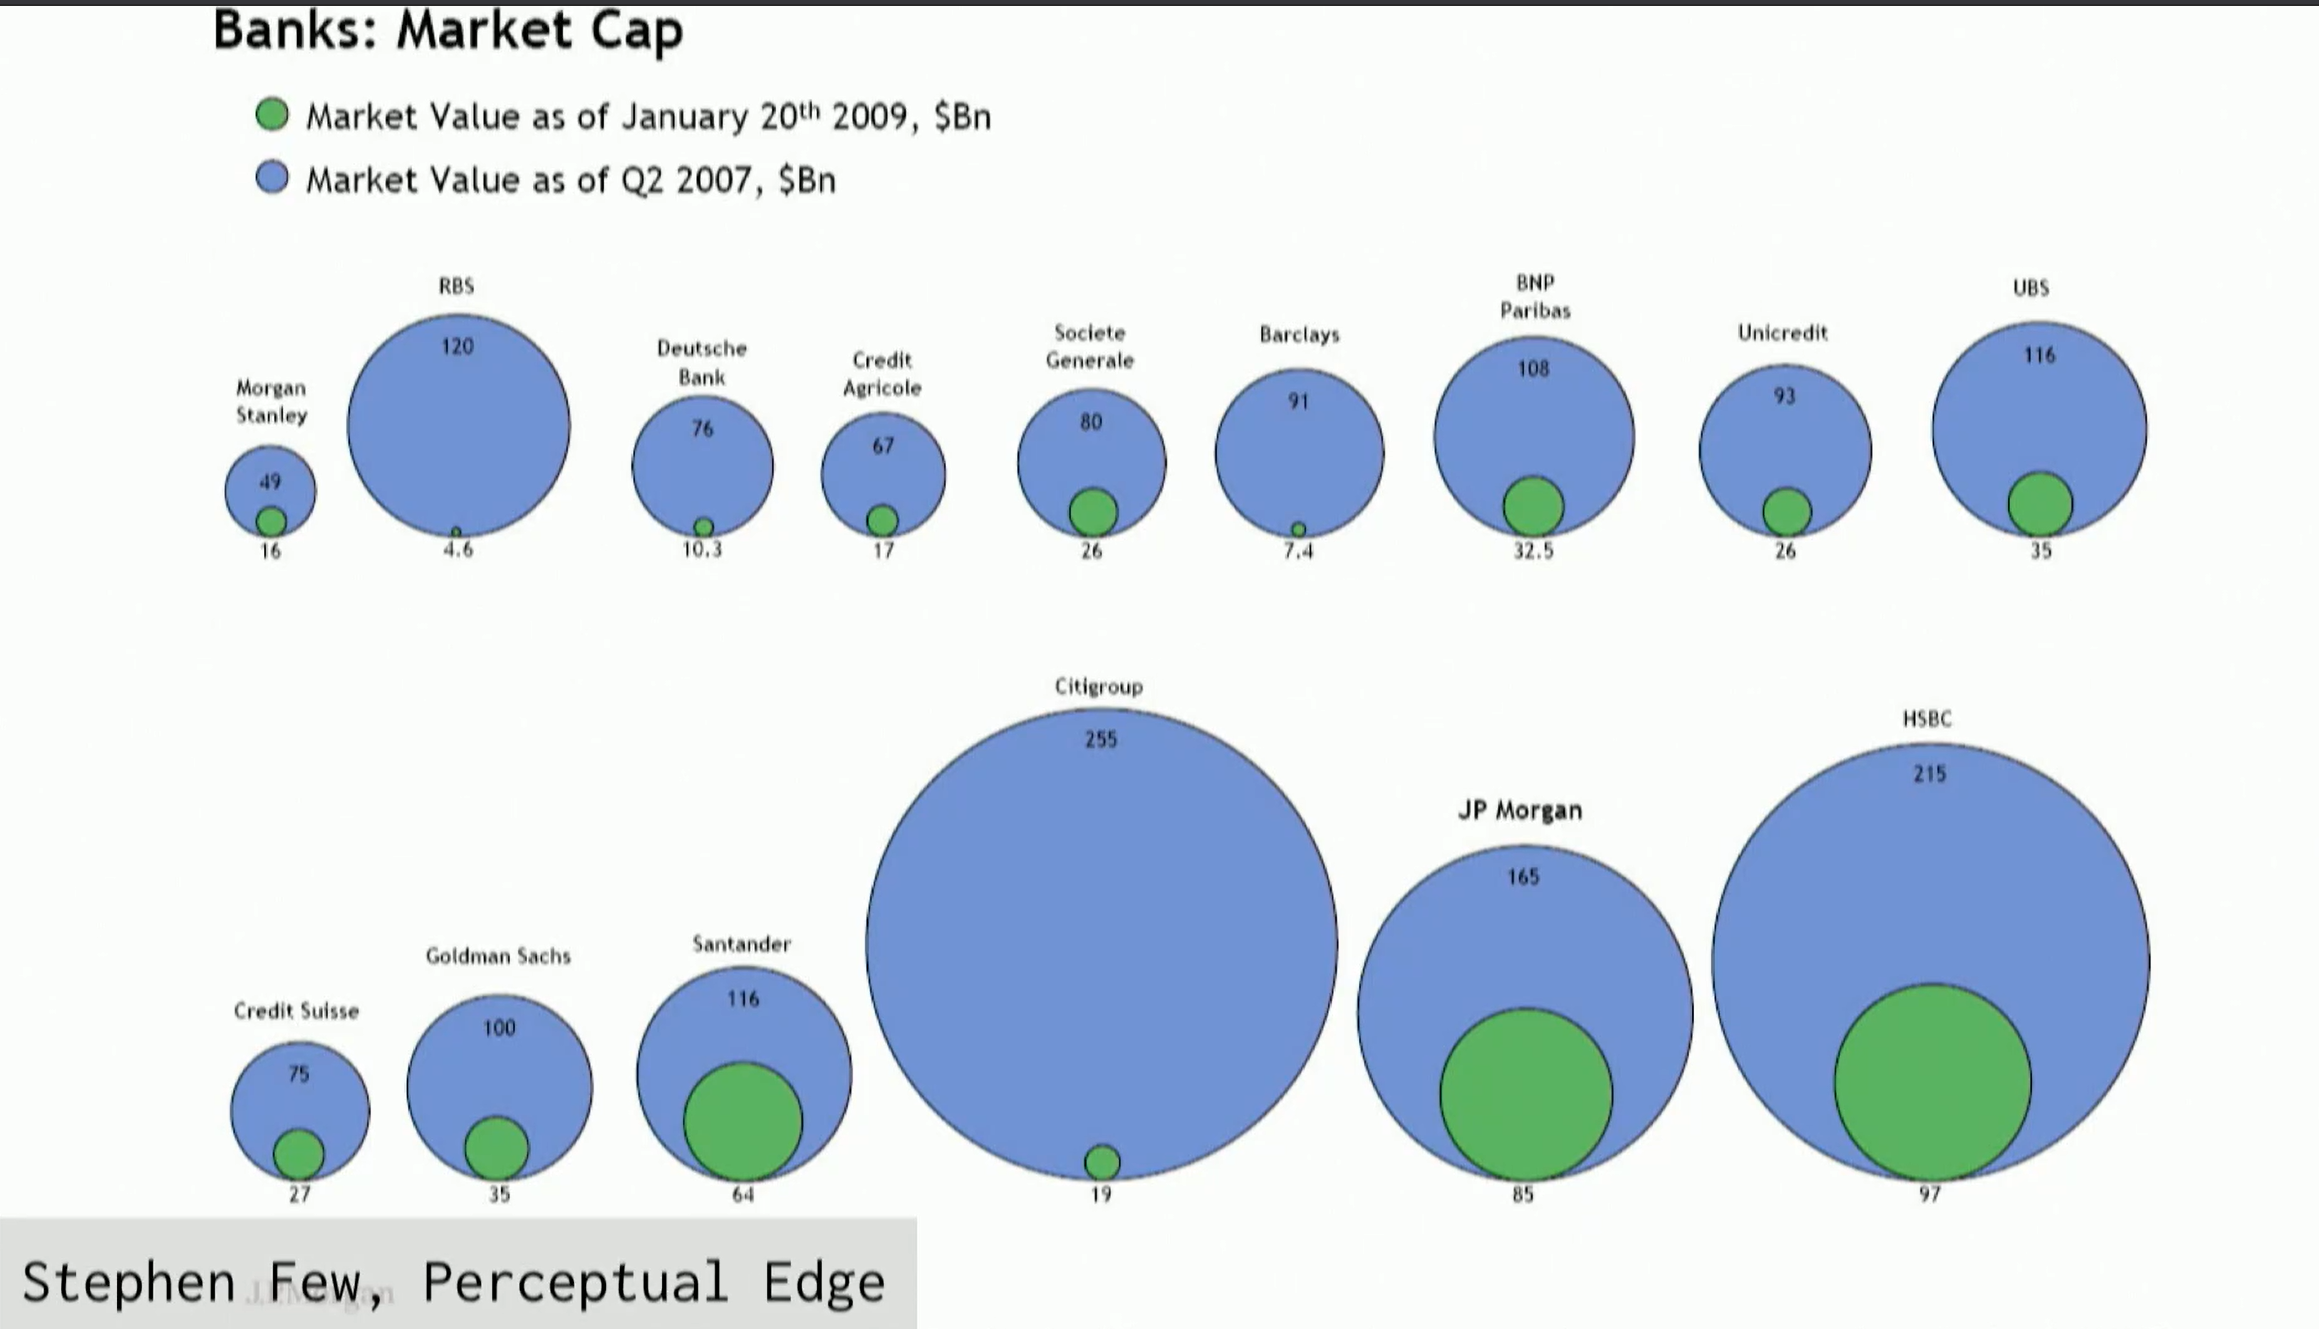 Banks: Market Cap
Market Value as of January 20th 2009, $Bn
Market Value as of Q2 2007, $Bn
Morgan
Stanley
49
16
RBS
120
4.6
Deutsche
Bank
76
10.3
Credit
Agricole
67
17
Societe
Generale
80
26
Barclays
91
7.4
BNP
Paribas
108
32.5
Unicredit
93
26
UBS
116
35
Credit Suisse
75
27
Goldman Sachs
100
35
Santander
116
64
Citigroup
255
19
JP Morgan
165
85
HSBC
215
97
J.P.Morgan
Stephen Few, Perceptual Edge